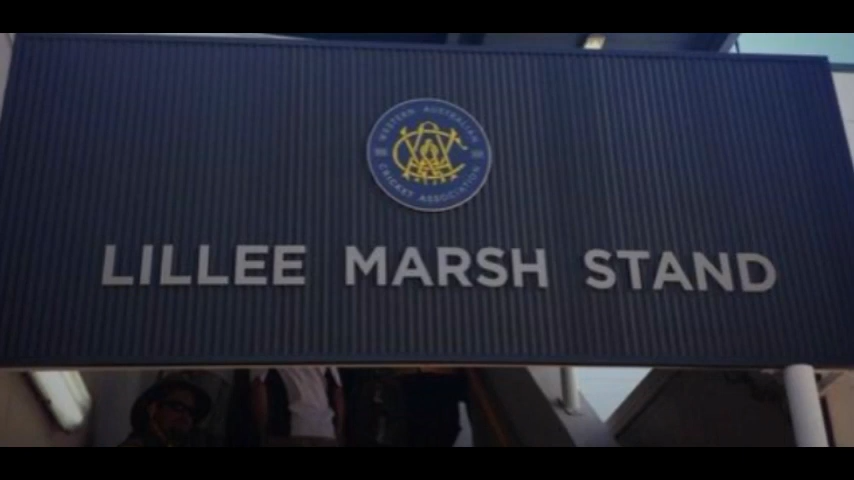 WESTERN AUSTRALIAN
CRICKET ASSOCIATION
LILLEE MARSH STAND